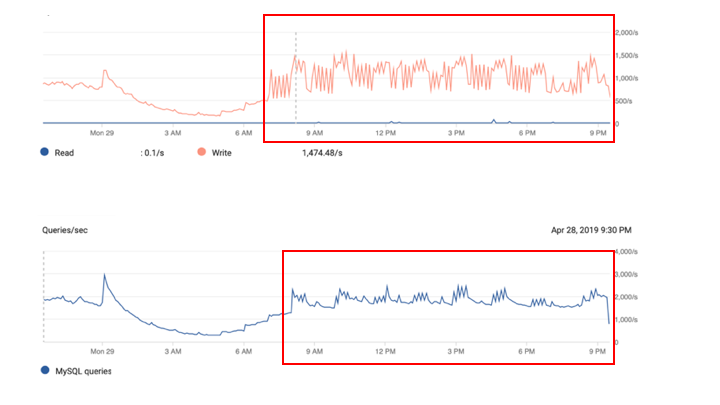 2,000/s
1,500/s
1,000/s
500/s
0
Mon 29 3 AM 6 AM 9 AM 12 PM 3 PM 6 PM 9 PM
Read : 0.1/s Write 1,474.48/s
Queries/sec Apr 28, 2019 9:30 PM
4,000/s
3,000/s
2,000/s
1,000/s
0
Mon 29 3 AM 6 AM 9 AM 12 PM 3 PM 6 PM 9 PM
MySQL queries